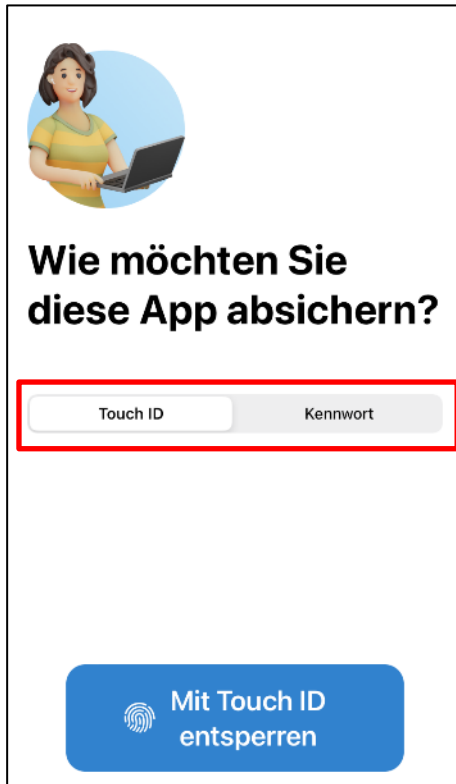 Wie möchten Sie
diese App absichern?
Touch ID Kennwort
Mit Touch ID
entsperren